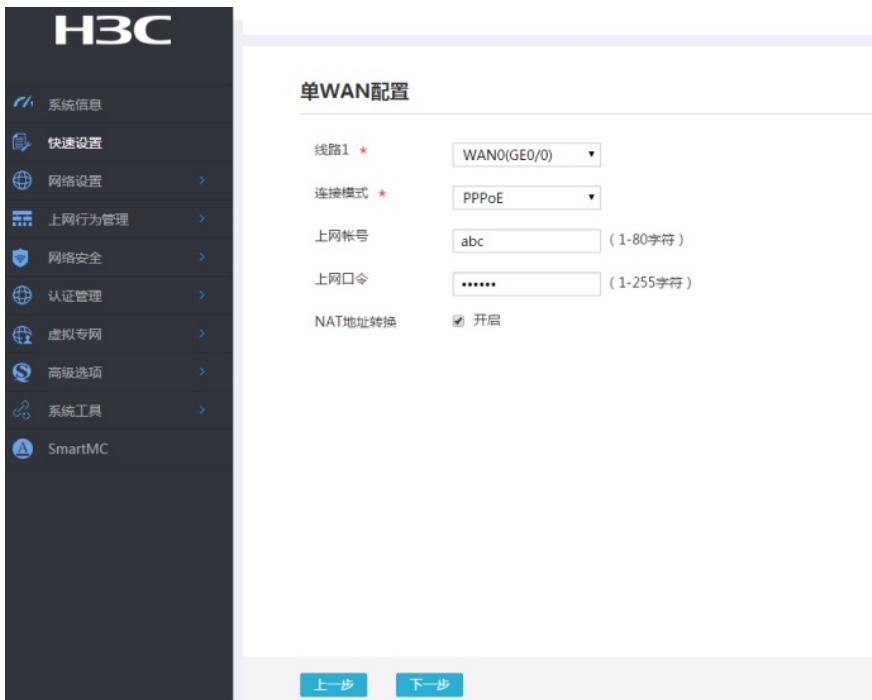 H3C
系统信息
快速设置
网络设置
上网行为管理
网络安全
认证管理
虚拟专网
高级选项
系统工具
SmartMC
单WAN配置
线路1 * WAN0(GE0/0)
连接模式 * PPPoE
上网帐号 abc (1-80字符)
上网口令 •••••• (1-255字符)
NAT地址转换 开启
上一步 下一步